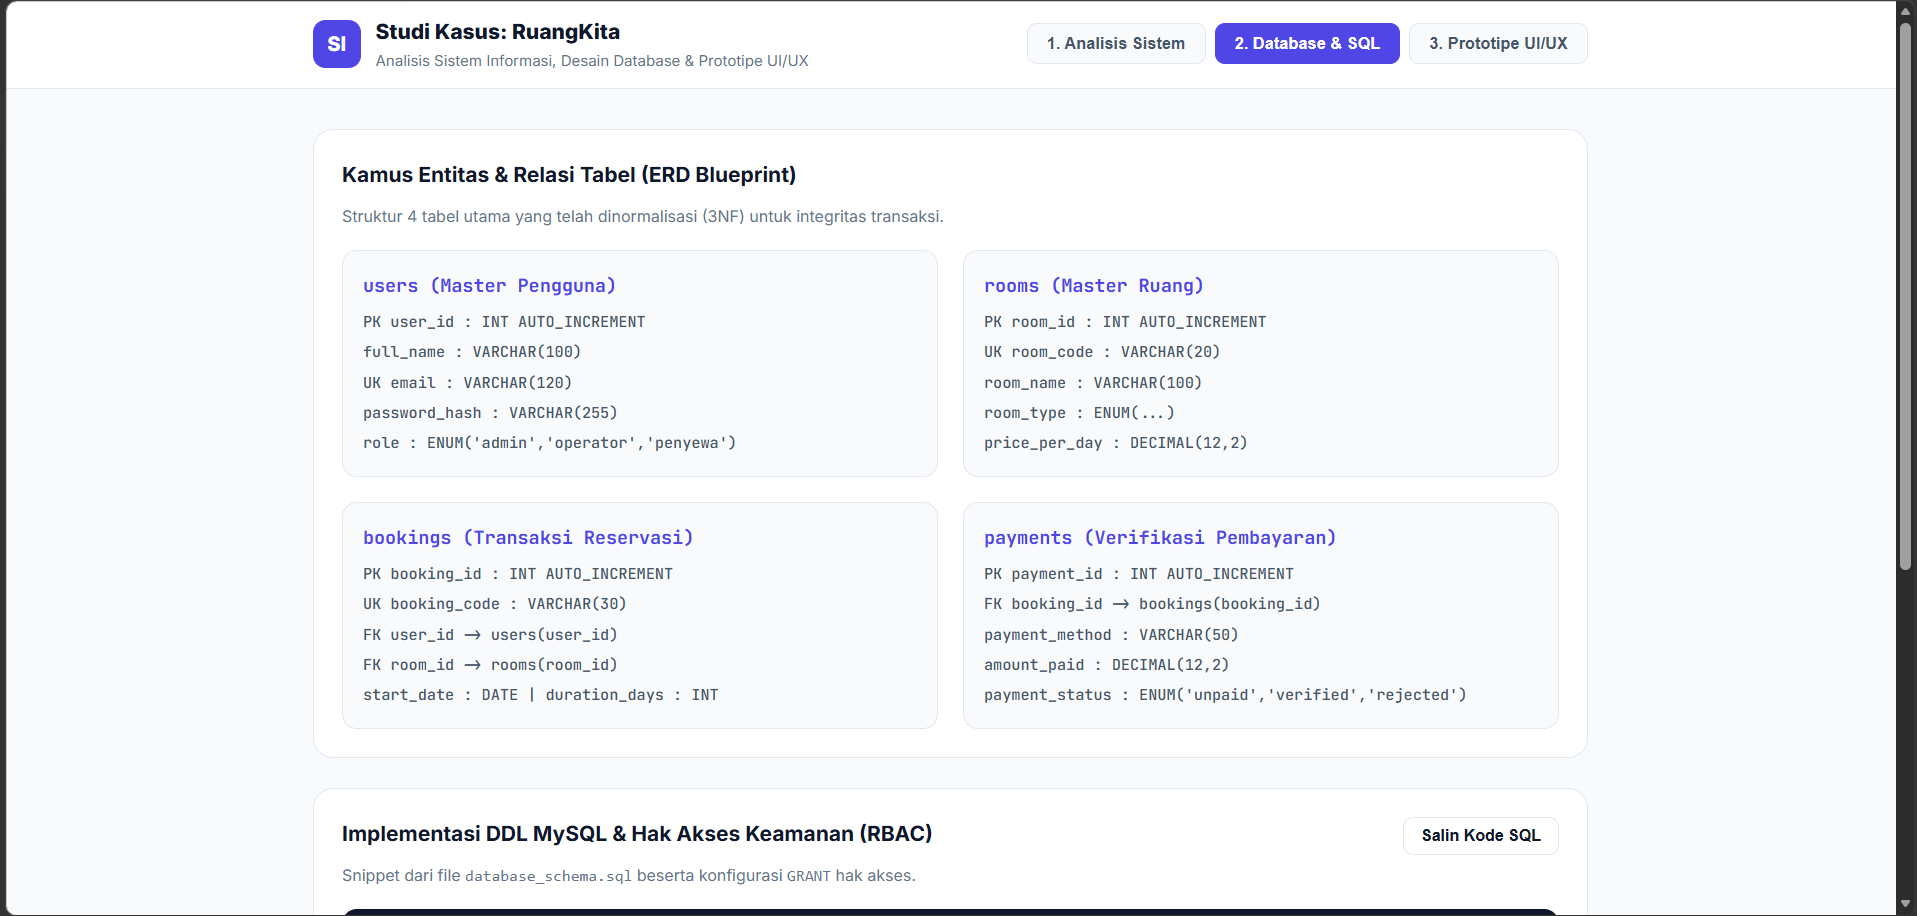 SI
Studi Kasus: RuangKita
Analisis Sistem Informasi, Desain Database & Prototipe UI/UX
1. Analisis Sistem
2. Database & SQL
3. Prototipe UI/UX
Kamus Entitas & Relasi Tabel (ERD Blueprint)
Struktur 4 tabel utama yang telah dinormalisasi (3NF) untuk integritas transaksi.
users (Master Pengguna)
PK user_id : INT AUTO_INCREMENT
full_name : VARCHAR(100)
UK email : VARCHAR(120)
password_hash : VARCHAR(255)
role : ENUM('admin','operator','penyewa')
rooms (Master Ruang)
PK room_id : INT AUTO_INCREMENT
UK room_code : VARCHAR(20)
room_name : VARCHAR(100)
room_type : ENUM(...)
price_per_day : DECIMAL(12,2)
bookings (Transaksi Reservasi)
PK booking_id : INT AUTO_INCREMENT
UK booking_code : VARCHAR(30)
FK user_id → users(user_id)
FK room_id → rooms(room_id)
start_date : DATE | duration_days : INT
payments (Verifikasi Pembayaran)
PK payment_id : INT AUTO_INCREMENT
FK booking_id → bookings(booking_id)
payment_method : VARCHAR(50)
amount_paid : DECIMAL(12,2)
payment_status : ENUM('unpaid','verified','rejected')
Implementasi DDL MySQL & Hak Akses Keamanan (RBAC)
Salin Kode SQL
Snippet dari file database_schema.sql beserta konfigurasi GRANT hak akses.